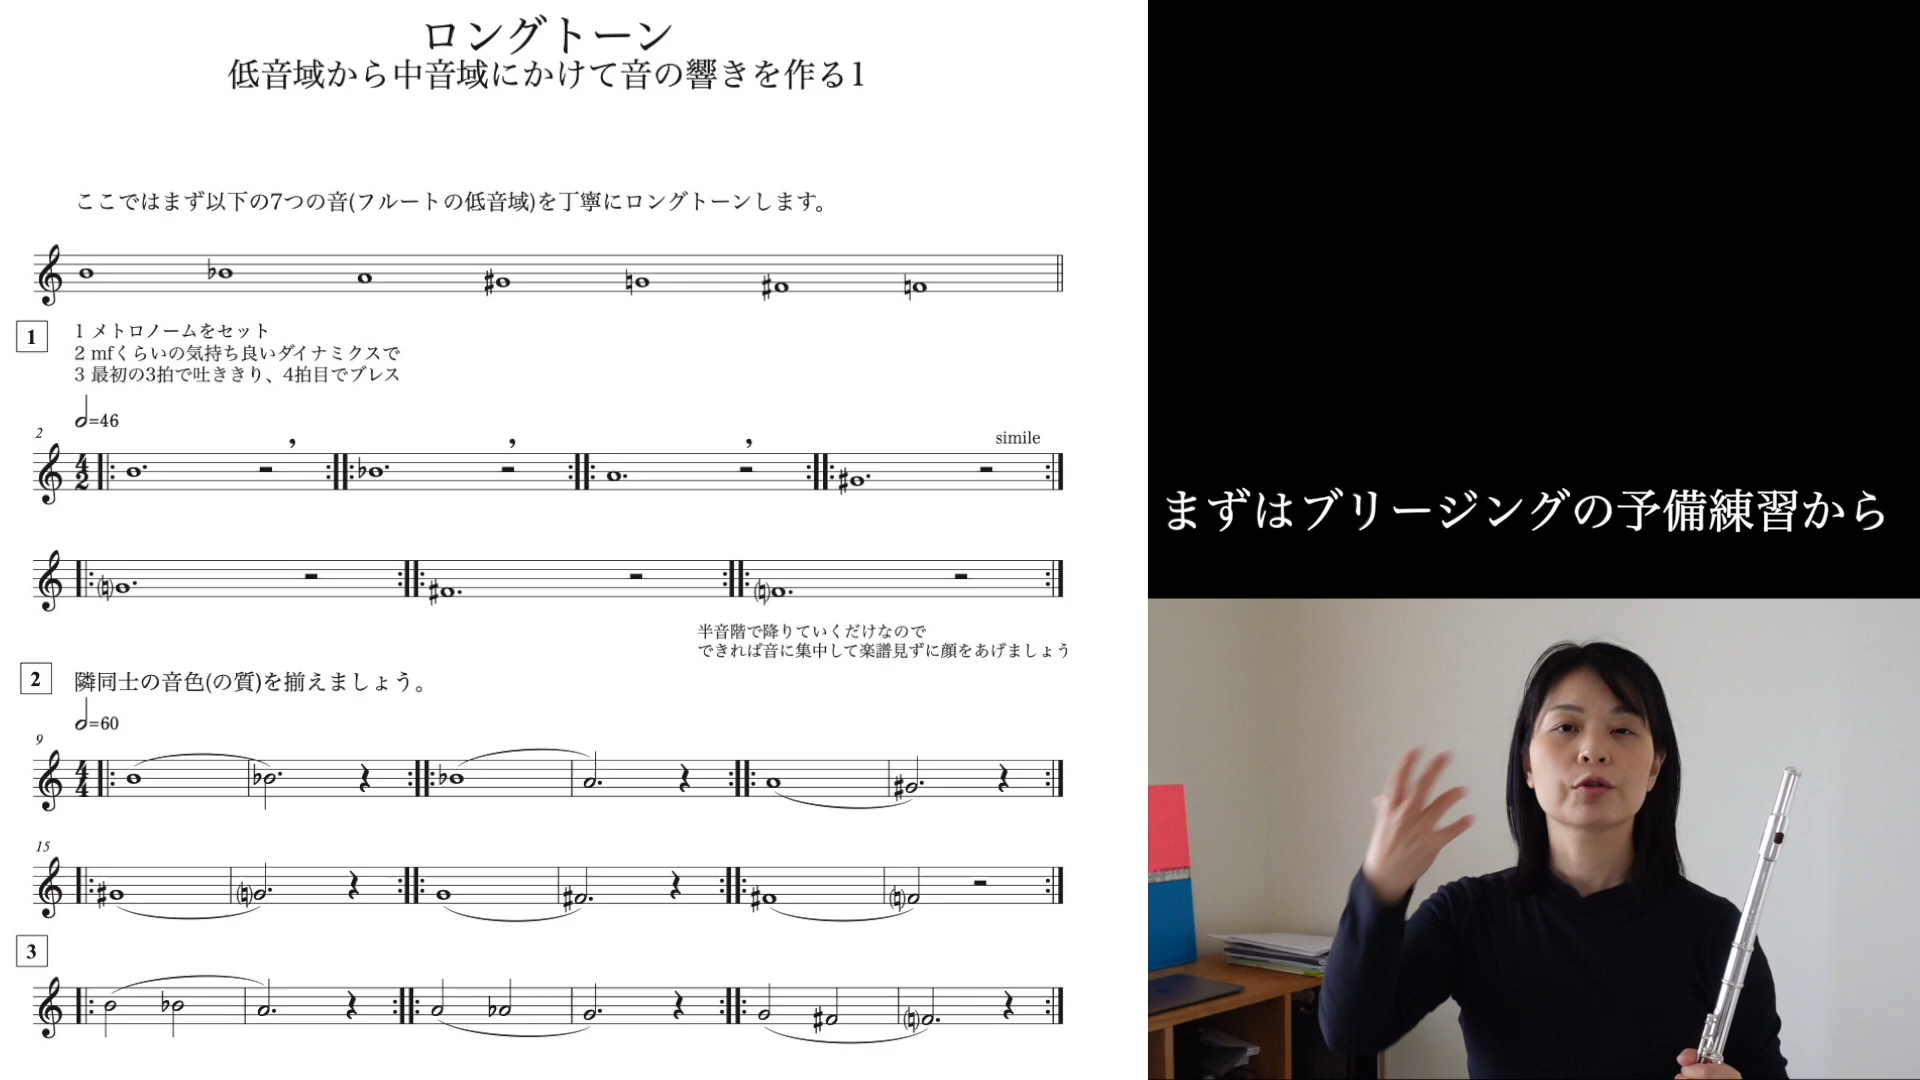 ロングトーン
低音域から中音域にかけて音の響きを作る1
ここではまず以下の7つの音(フルートの低音域)を丁寧にロングトーンします。
1
1 メトロノームをセット
2 mfくらいの気持ち良いダイナミクスで
3 最初の3拍で吐ききり、4拍目でブレス
=46
2
simile
4
2
半音階で降りていくだけなので
できれば音に集中して楽譜見ずに顔をあげましょう
2
隣同士の音色(の質)を揃えましょう。
=60
9
4
4
15
3
まずはブリージングの予備練習から